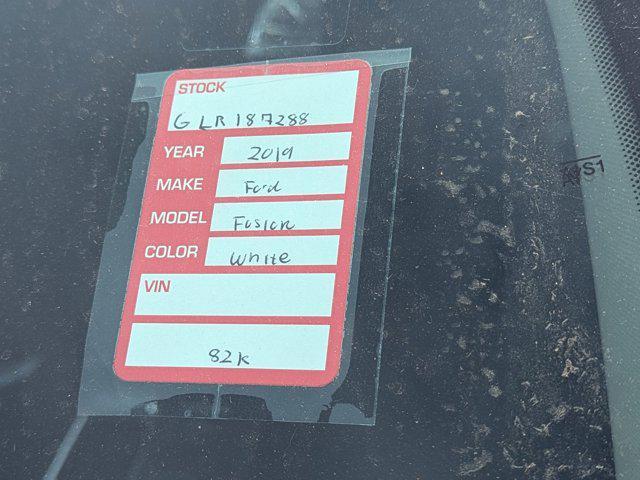 STOCK
GLR187288
YEAR 2019
MAKE Ford
MODEL Fusion
COLOR White
VIN
82K
AS1